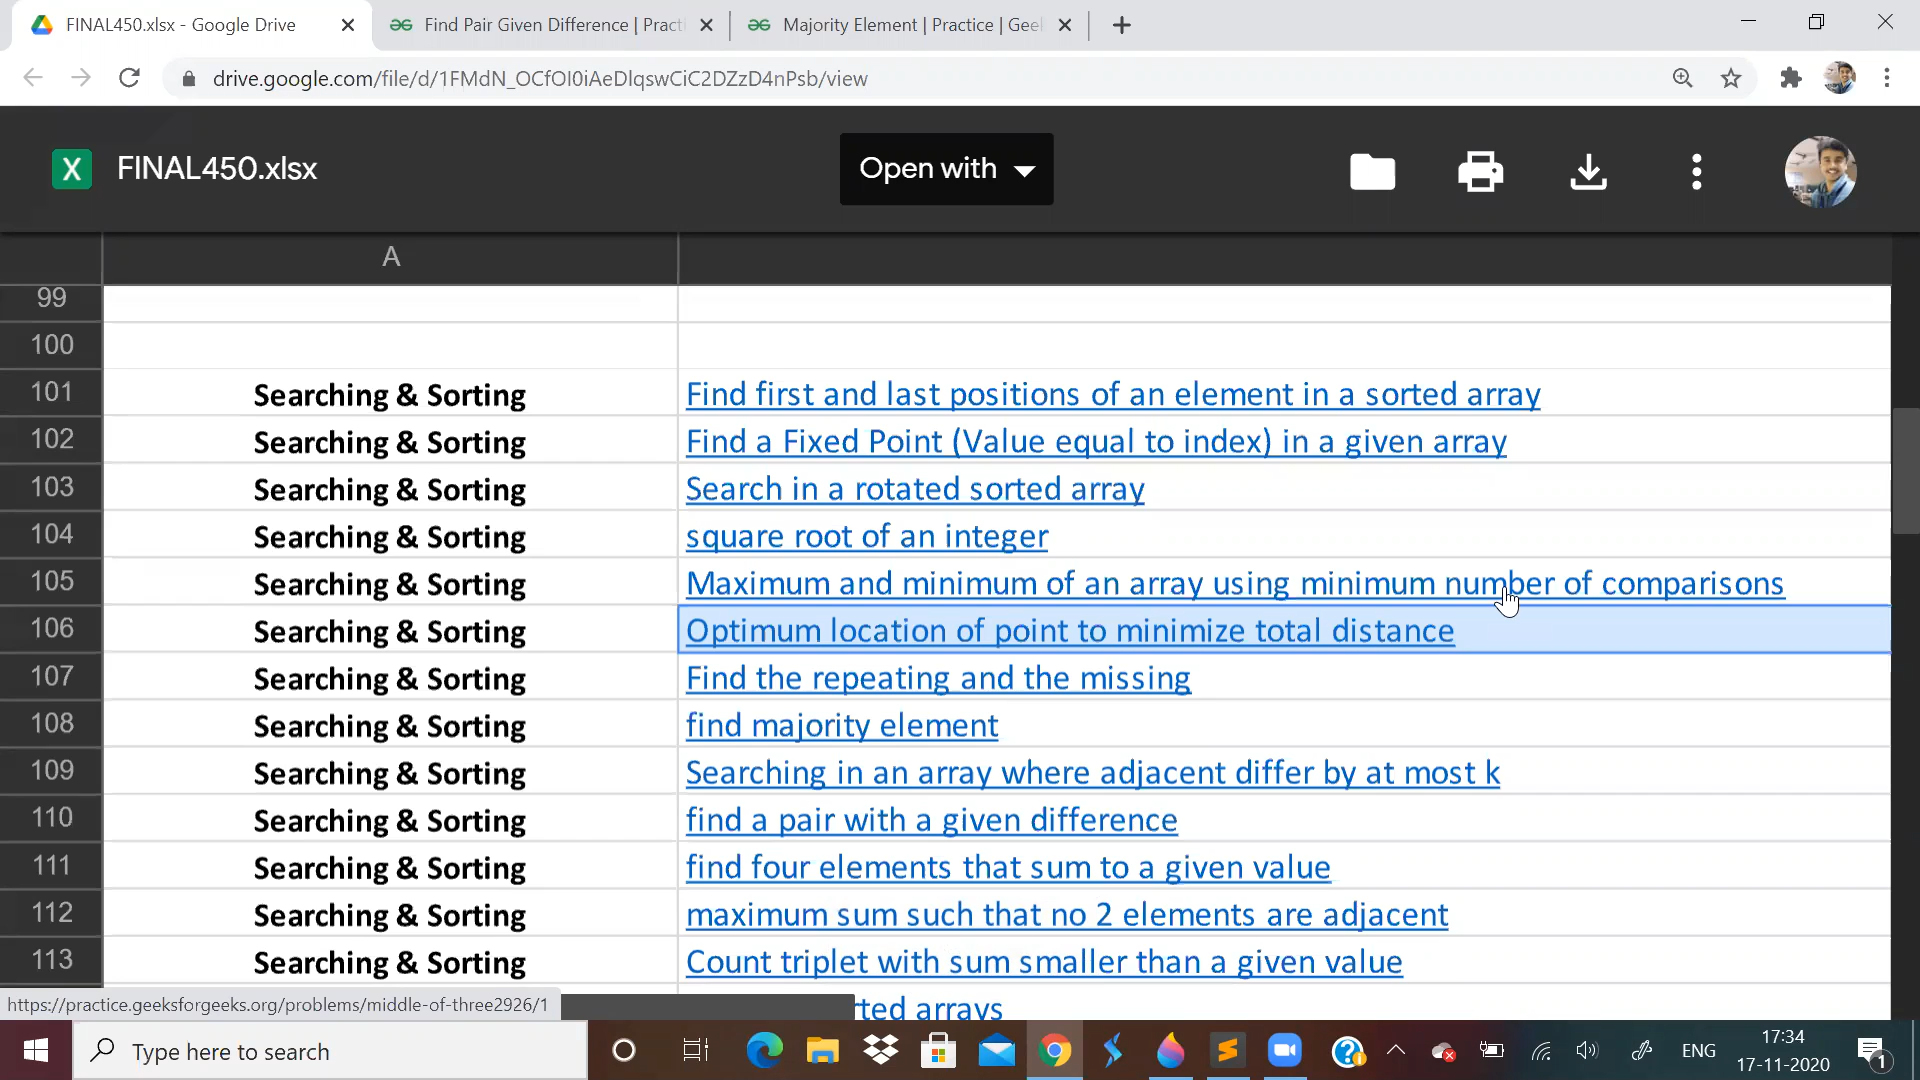 FINAL450.xlsx - Google Drive
Find Pair Given Difference | Practi
Majority Element | Practice | Geel
drive.google.com/file/d/1FMdN_OCfOI0iAeDlqswCiC2DZzD4nPsb/view
X FINAL450.xlsx
Open with
A
99
100
101 Searching & Sorting Find first and last positions of an element in a sorted array
102 Searching & Sorting Find a Fixed Point (Value equal to index) in a given array
103 Searching & Sorting Search in a rotated sorted array
104 Searching & Sorting square root of an integer
105 Searching & Sorting Maximum and minimum of an array using minimum number of comparisons
106 Searching & Sorting Optimum location of point to minimize total distance
107 Searching & Sorting Find the repeating and the missing
108 Searching & Sorting find majority element
109 Searching & Sorting Searching in an array where adjacent differ by at most k
110 Searching & Sorting find a pair with a given difference
111 Searching & Sorting find four elements that sum to a given value
112 Searching & Sorting maximum sum such that no 2 elements are adjacent
113 Searching & Sorting Count triplet with sum smaller than a given value
https://practice.geeksforgeeks.org/problems/middle-of-three2926/1
rted arrays
Type here to search
ENG
17:34
17-11-2020
1